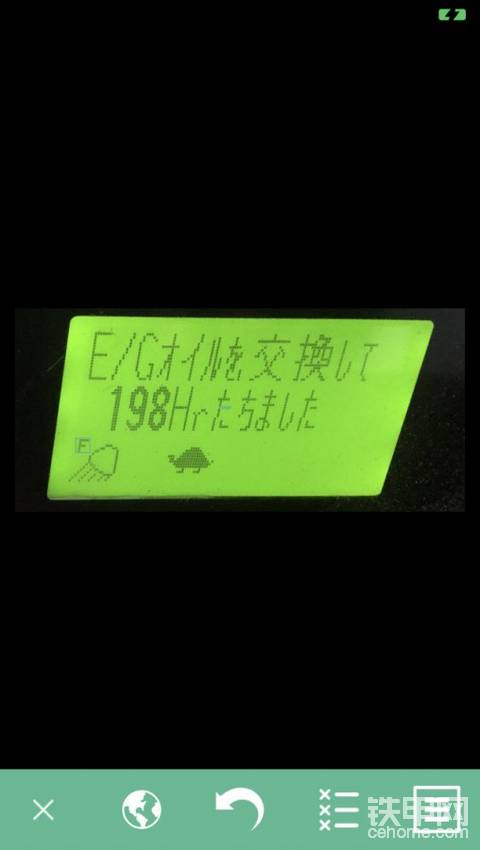 E/Gオイルを交換して
198Hrたちました
F
铁甲网
cehome.com